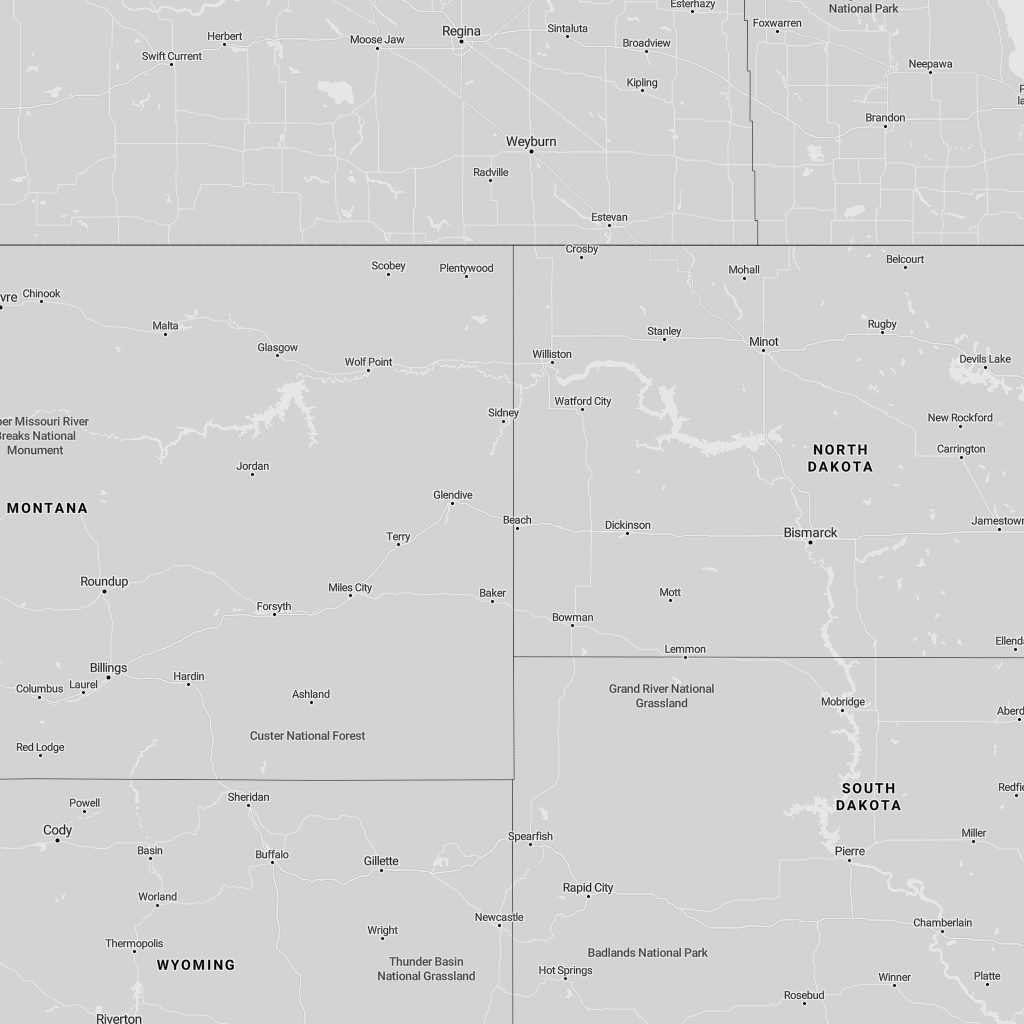 Esterhazy
National Park
Foxwarren
Regina
Sintaluta
Herbert
Moose Jaw
Broadview
Swift Current
Neepawa
Kipling
Brandon
Weyburn
Radville
Estevan
Crosby
Belcourt
Scobey
Plentywood
Mohall
vre
Chinook
Malta
Stanley
Rugby
Glasgow
Minot
Wolf Point
Williston
Devils Lake
Watford City
Sidney
New Rockford
per Missouri River
Breaks National
Monument
NORTH
DAKOTA
Carrington
Jordan
Glendive
MONTANA
Beach
Dickinson
Jamestown
Terry
Bismarck
Roundup
Miles City
Baker
Mott
Forsyth
Bowman
Ellenda
Lemmon
Billings
Hardin
Columbus
Laurel
Ashland
Grand River National
Grassland
Mobridge
Aberd
Custer National Forest
Red Lodge
SOUTH
DAKOTA
Redfie
Sheridan
Powell
Cody
Spearfish
Miller
Basin
Buffalo
Gillette
Pierre
Rapid City
Worland
Newcastle
Chamberlain
Wright
Thermopolis
Badlands National Park
WYOMING
Thunder Basin
National Grassland
Hot Springs
Winner
Platte
Rosebud
Riverton